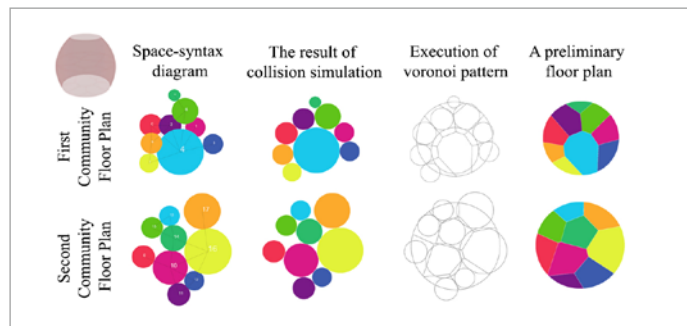 Space-syntax
diagram
The result of
collision simulation
Execution of
voronoi pattern
A preliminary
floor plan
First
Community
Floor Plan
Second
Community
Floor Plan